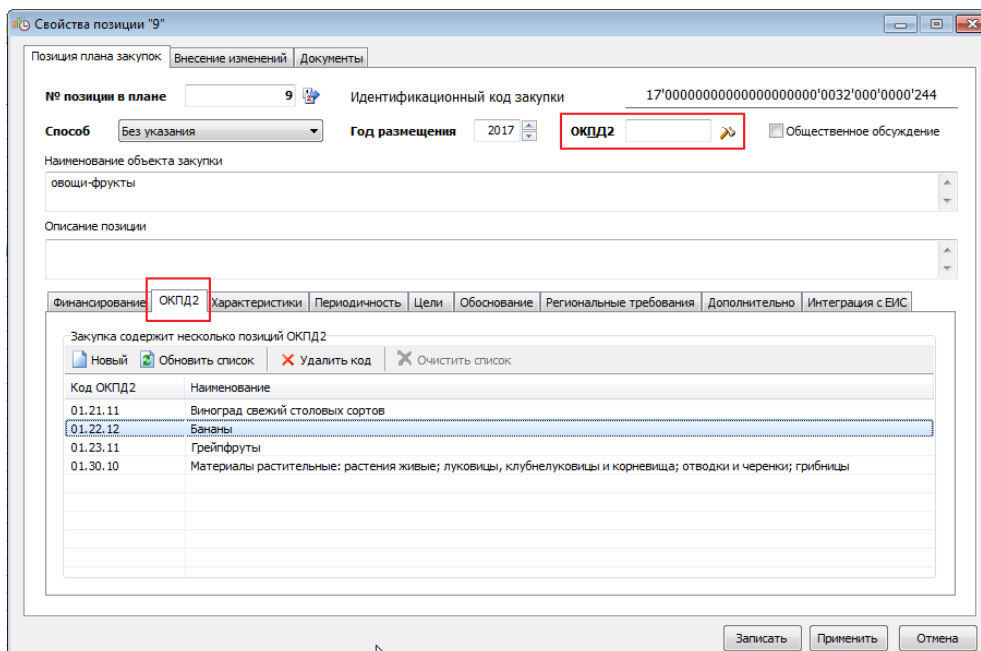 Свойства позиции "9"
Позиция плана закупок Внесение изменений Документы
№ позиции в плане 9 Идентификационный код закупки 17'00000000000000000000'0032'000'0000'244
Способ Без указания Год размещения 2017 ОКПД2 Общественное обсуждение
Наименование объекта закупки
овощи-фрукты
Описание позиции
Финансирование ОКПД2 Характеристики Периодичность Цели Обоснование Региональные требования Дополнительно Интеграция с ЕИС
Закупка содержит несколько позиций ОКПД2
Новый Обновить список Удалить код Очистить список
Код ОКПД2 Наименование
01.21.11 Виноград свежий столовых сортов
01.22.12 Бананы
01.23.11 Грейпфруты
01.30.10 Материалы растительные: растения живые; луковицы, клубнелуковицы и корневища; отводки и черенки; грибницы
Записать Применить Отмена